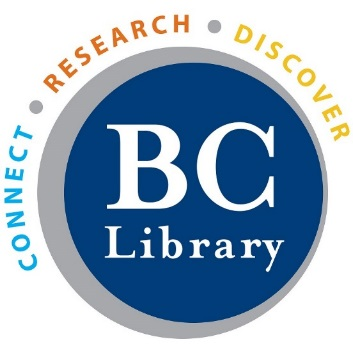 CONNECT • RESEARCH • DISCOVER
BC
Library